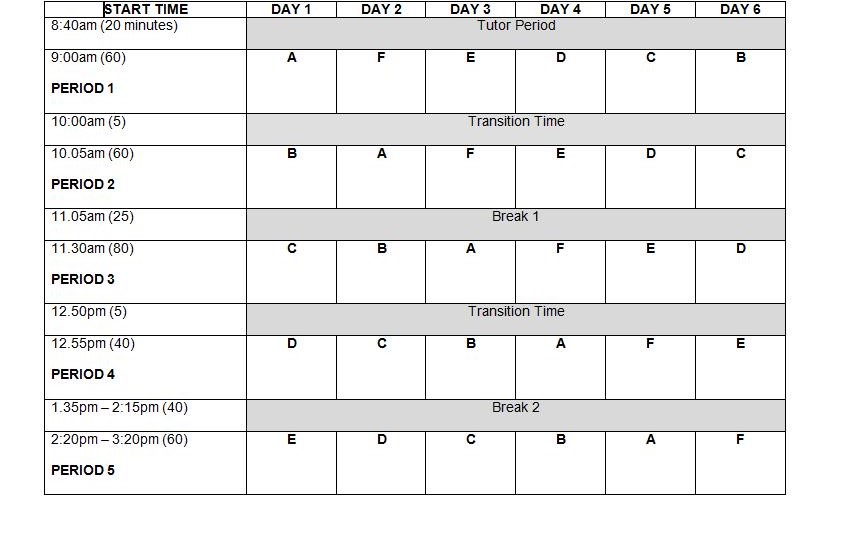 START TIME DAY 1 DAY 2 DAY 3 DAY 4 DAY 5 DAY 6
8:40am (20 minutes) Tutor Period
9:00am (60) A F E D C B
PERIOD 1
10:00am (5) Transition Time
10.05am (60) B A F E D C
PERIOD 2
11.05am (25) Break 1
11.30am (80) C B A F E D
PERIOD 3
12.50pm (5) Transition Time
12.55pm (40) D C B A F E
PERIOD 4
1.35pm – 2:15pm (40) Break 2
2:20pm – 3:20pm (60) E D C B A F
PERIOD 5